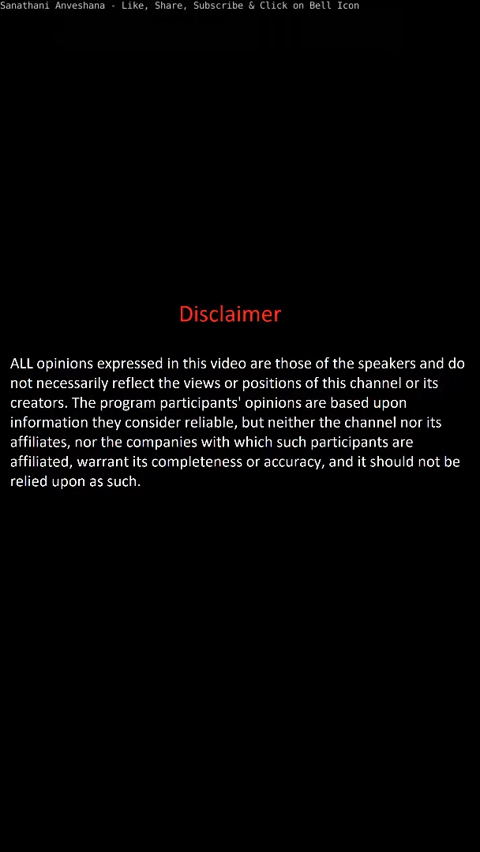 Sanathani Anveshana - Like, Share, Subscribe & Click on Bell Icon
Disclaimer
ALL opinions expressed in this video are those of the speakers and do
not necessarily reflect the views or positions of this channel or its
creators. The program participants' opinions are based upon
information they consider reliable, but neither the channel nor its
affiliates, nor the companies with which such participants are
affiliated, warrant its completeness or accuracy, and it should not be
relied upon as such.